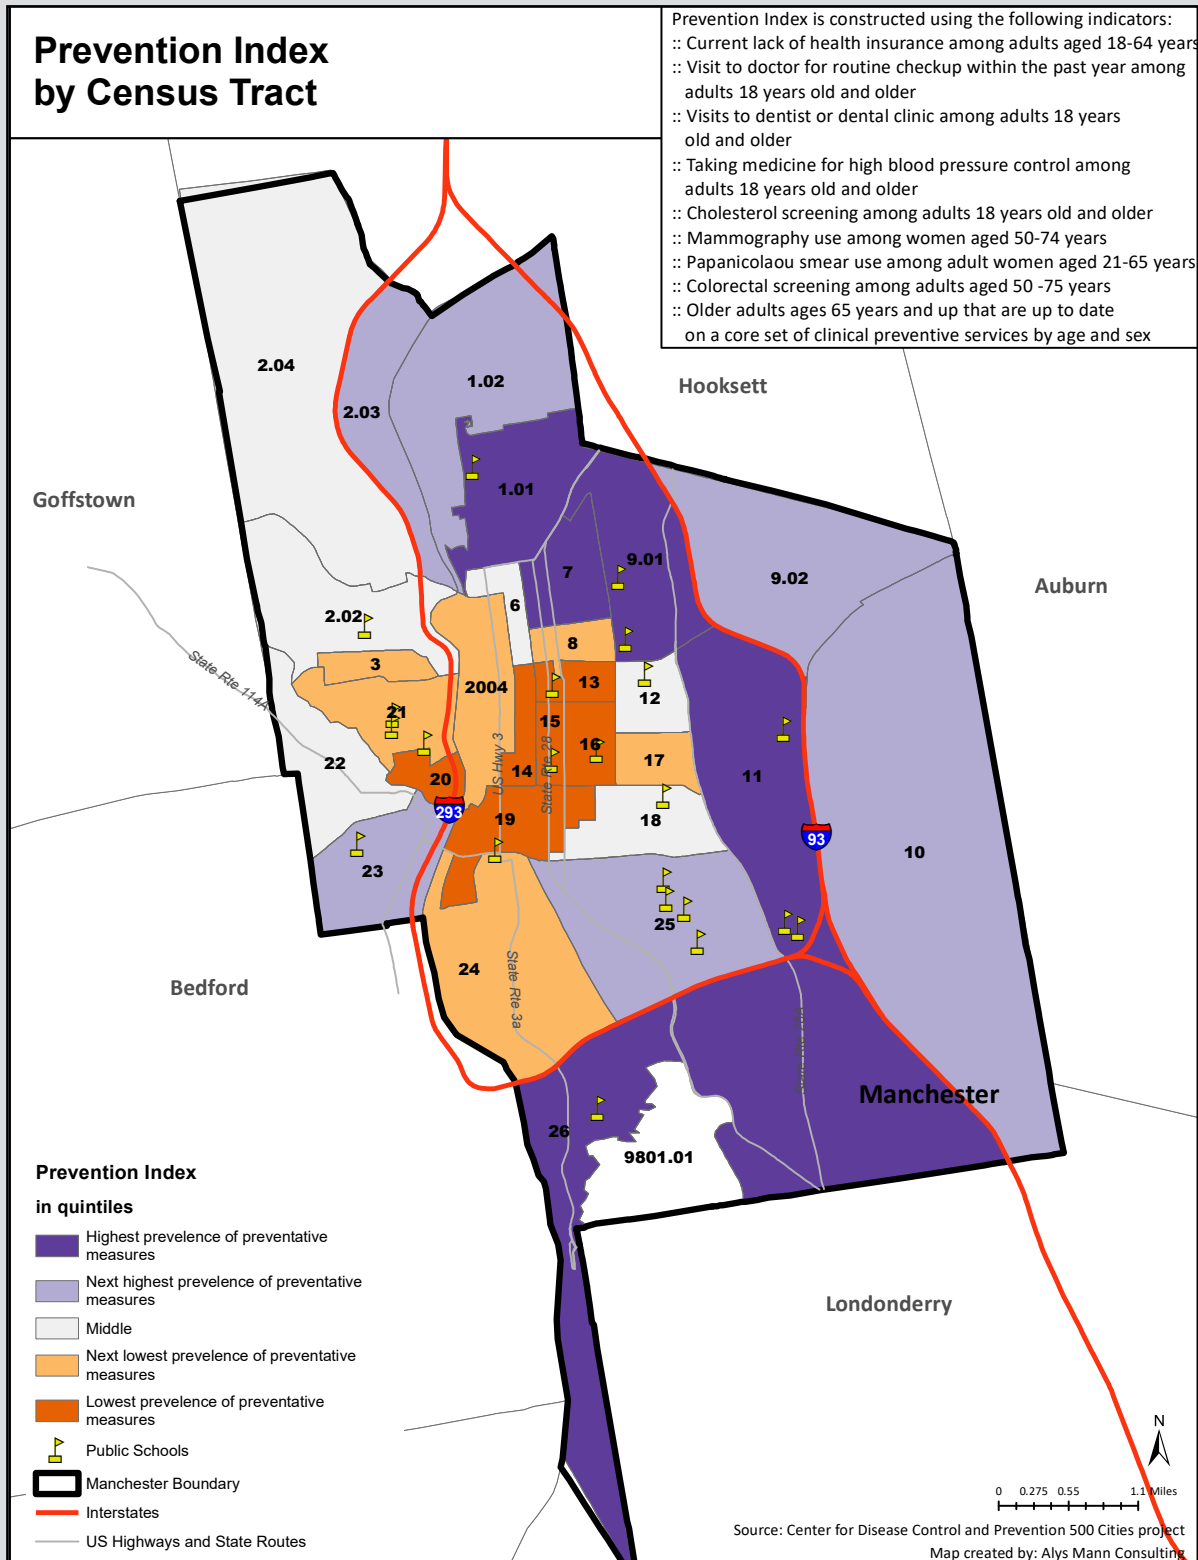 Prevention Index
by Census Tract
Prevention Index is constructed using the following indicators:
:: Current lack of health insurance among adults aged 18-64 years
:: Visit to doctor for routine checkup within the past year among
adults 18 years old and older
:: Visits to dentist or dental clinic among adults 18 years
old and older
:: Taking medicine for high blood pressure control among
adults 18 years old and older
:: Cholesterol screening among adults 18 years old and older
:: Mammography use among women aged 50-74 years
:: Papanicolaou smear use among adult women aged 21-65 years
:: Colorectal screening among adults aged 50 -75 years
:: Older adults ages 65 years and up that are up to date
on a core set of clinical preventive services by age and sex
2.04
1.02
Hooksett
2.03
1.01
Goffstown
7
9.01
9.02
Auburn
6
2.02
8
3
State Rte 114A
2004
13
12
21
15
16
US Hwy 3
State Rte 28
17
22
14
20
11
293
19
18
93
10
23
25
24
State Rte 3a
Bedford
Manchester
26
9801.01
Londonderry
Prevention Index
in quintiles
Highest prevelence of preventative
measures
Next highest prevelence of preventative
measures
Middle
Next lowest prevelence of preventative
measures
Lowest prevelence of preventative
measures
Public Schools
Manchester Boundary
Interstates
US Highways and State Routes
N
0 0.275 0.55 1.1 Miles
Source: Center for Disease Control and Prevention 500 Cities project
Map created by: Alys Mann Consulting